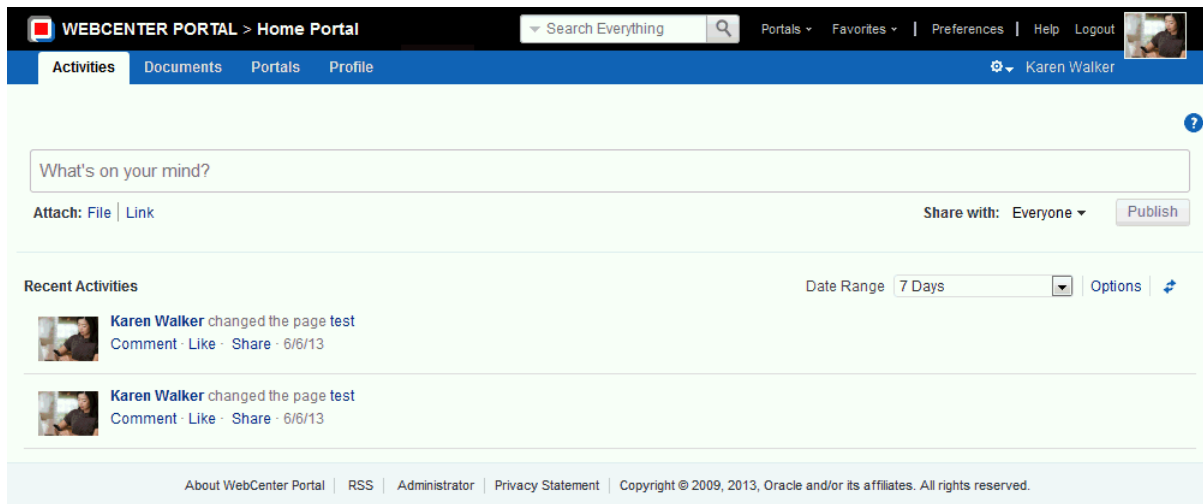 WEBCENTER PORTAL > Home Portal
Search Everything
Portals Favorites | Preferences | Help Logout
Activities Documents Portals Profile
Karen Walker
?
What's on your mind?
Attach: File | Link
Share with: Everyone
Publish
Recent Activities
Date Range 7 Days
Options
Karen Walker changed the page test
Comment · Like · Share · 6/6/13
Karen Walker changed the page test
Comment · Like · Share · 6/6/13
About WebCenter Portal | RSS | Administrator | Privacy Statement | Copyright © 2009, 2013, Oracle and/or its affiliates. All rights reserved.